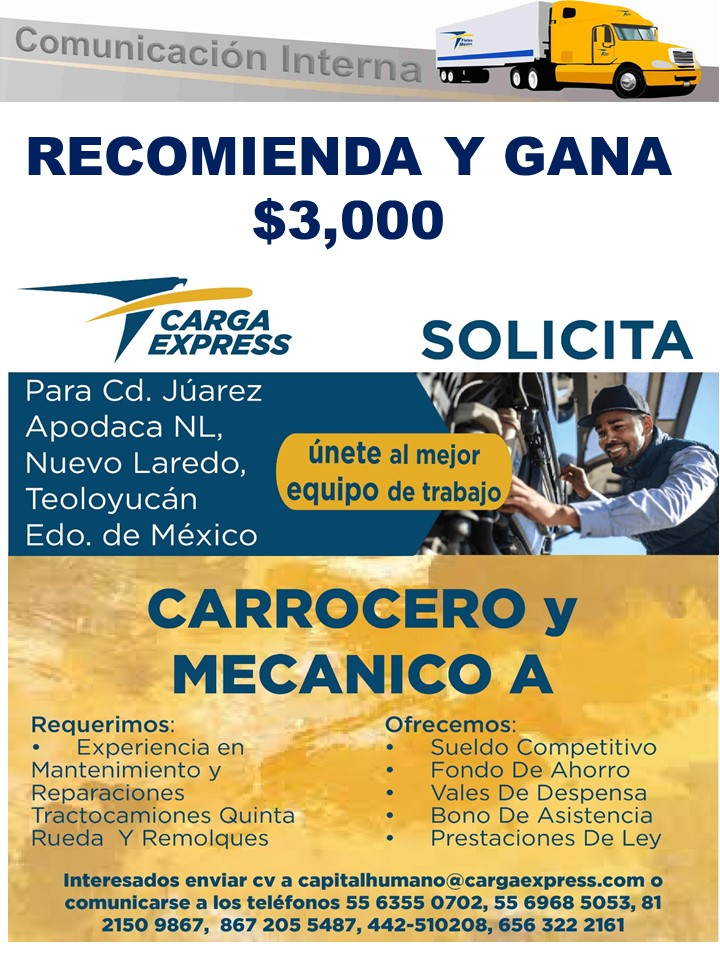 Comunicación Interna
Fletes
México
RECOMIENDA Y GANA
$3,000
CARGA
EXPRESS
SOLICITA
Para Cd. Júarez
Apodaca NL,
Nuevo Laredo,
Teoloyucán
Edo. de México
únete al mejor
equipo de trabajo
CARROCERO y
MECANICO A
Requerimos:
• Experiencia en
Mantenimiento y
Reparaciones
Tractocamiones Quinta
Rueda Y Remolques
Ofrecemos:
• Sueldo Competitivo
• Fondo De Ahorro
• Vales De Despensa
• Bono De Asistencia
• Prestaciones De Ley
Interesados enviar cv a capitalhumano@cargaexpress.com o
comunicarse a los teléfonos 55 6355 0702, 55 6968 5053, 81
2150 9867, 867 205 5487, 442-510208, 656 322 2161